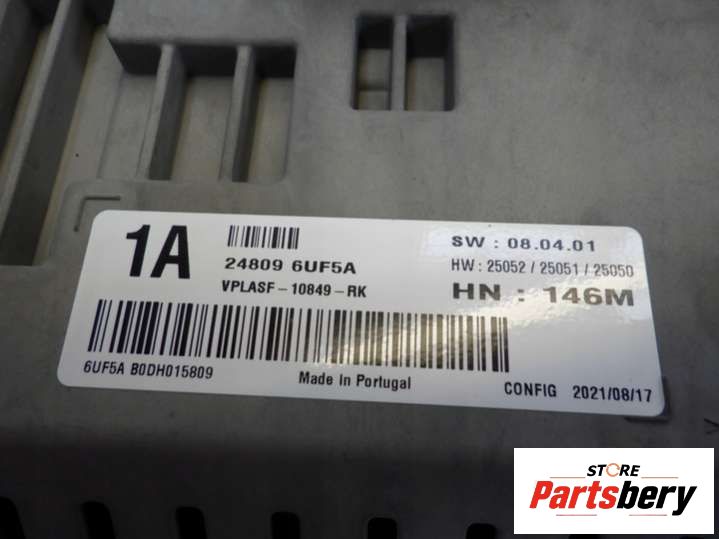 1A
24809 6UF5A
VPLASF-10849-RK
SW : 08.04.01
HW : 25052 / 25051 / 25050
HN : 146M
6UF5A B0DH015809
Made in Portugal
CONFIG 2021/08/17
STORE
Partsbery